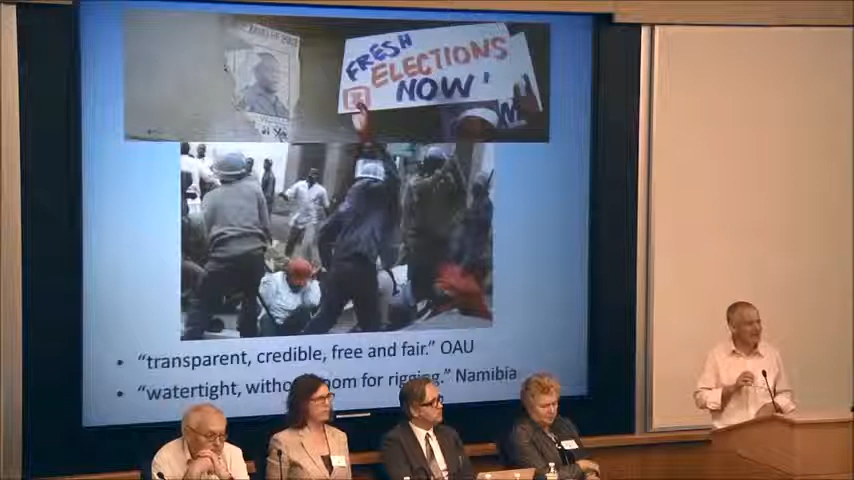 FRESH
ELECTIONS
NOW!
• "transparent, credible, free and fair." OAU
• "watertight, without room for rigging." Namibia